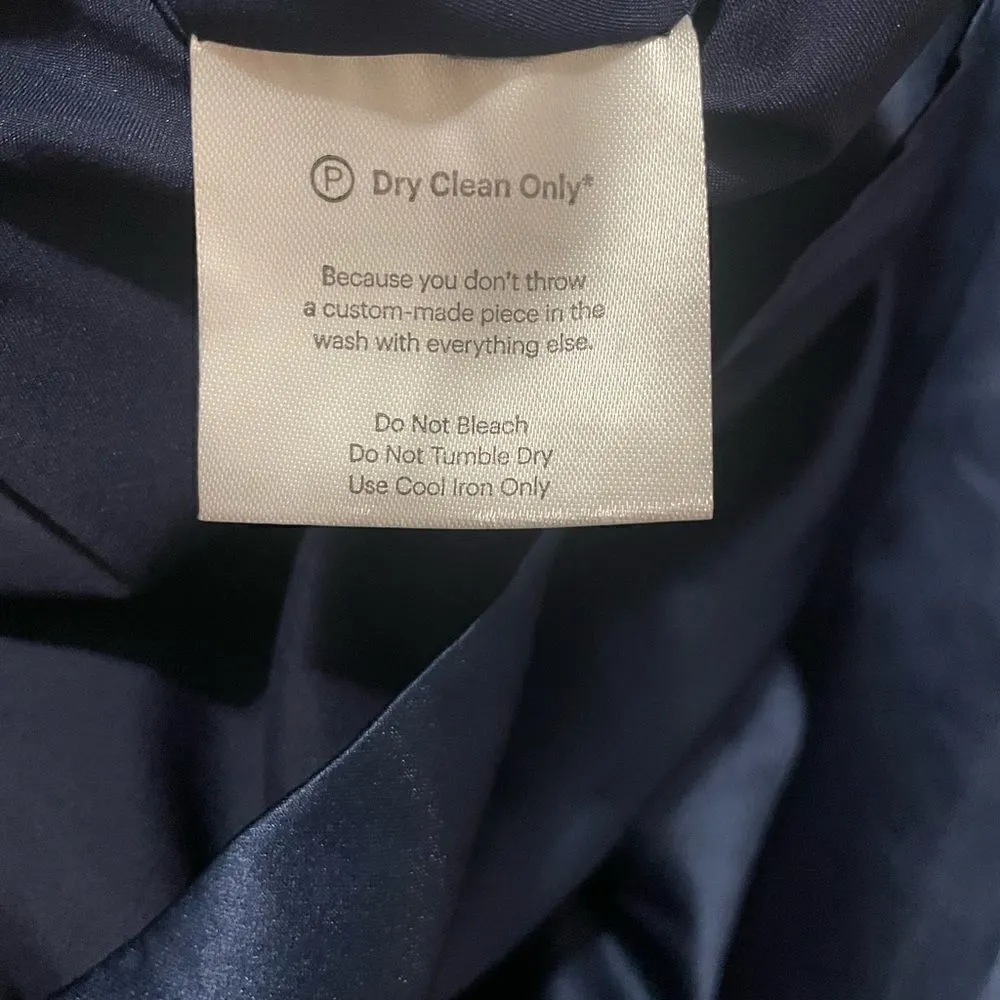 Ⓟ Dry Clean Only*
Because you don't throw
a custom-made piece in the
wash with everything else.
Do Not Bleach
Do Not Tumble Dry
Use Cool Iron Only